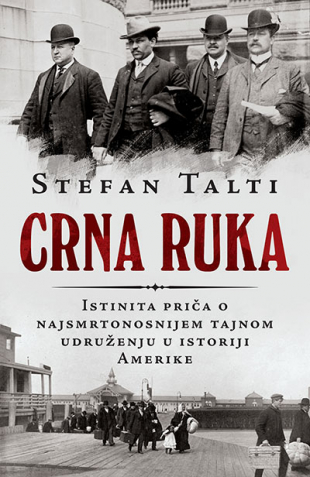 STEFAN TALTI
CRNA RUKA
ISTINITA PRIČA O
NAJSMRTONOSNIJEM TAJNOM
UDRUŽENJU U ISTORIJI
AMERIKE